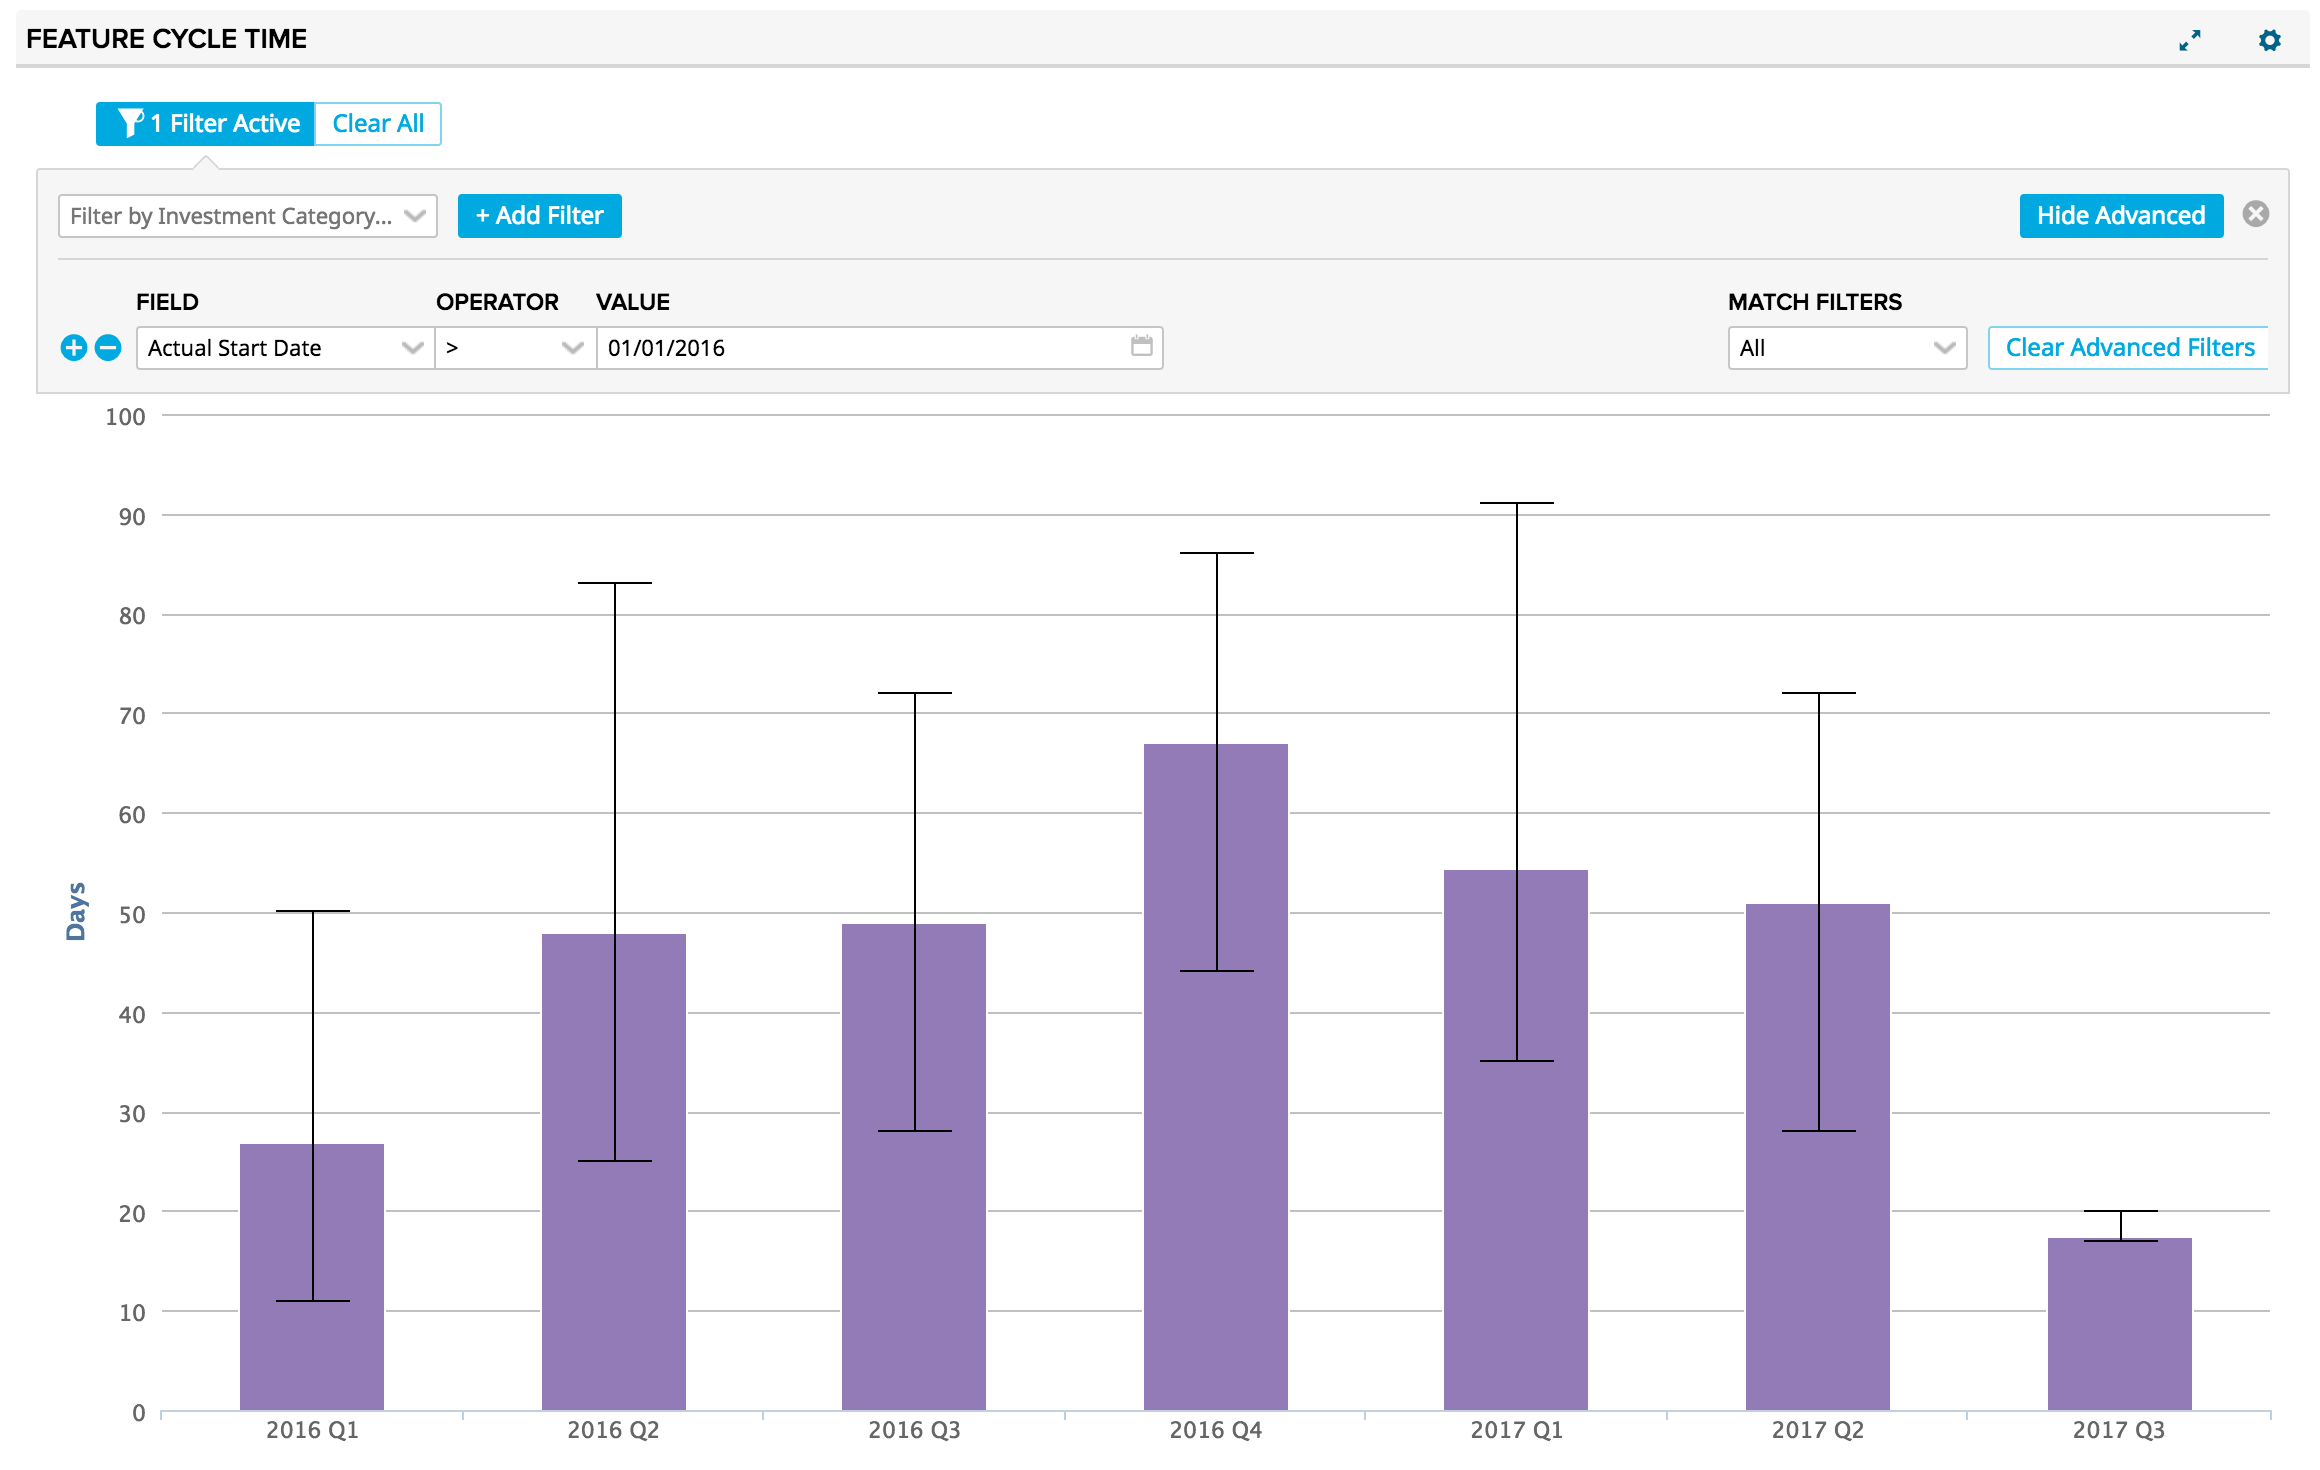 FEATURE CYCLE TIME
1 Filter Active Clear All
Filter by Investment Category... + Add Filter Hide Advanced
FIELD OPERATOR VALUE MATCH FILTERS
Actual Start Date > 01/01/2016 All Clear Advanced Filters
100
90
80
70
60
50
40
30
20
10
0
Days
2016 Q1 2016 Q2 2016 Q3 2016 Q4 2017 Q1 2017 Q2 2017 Q3